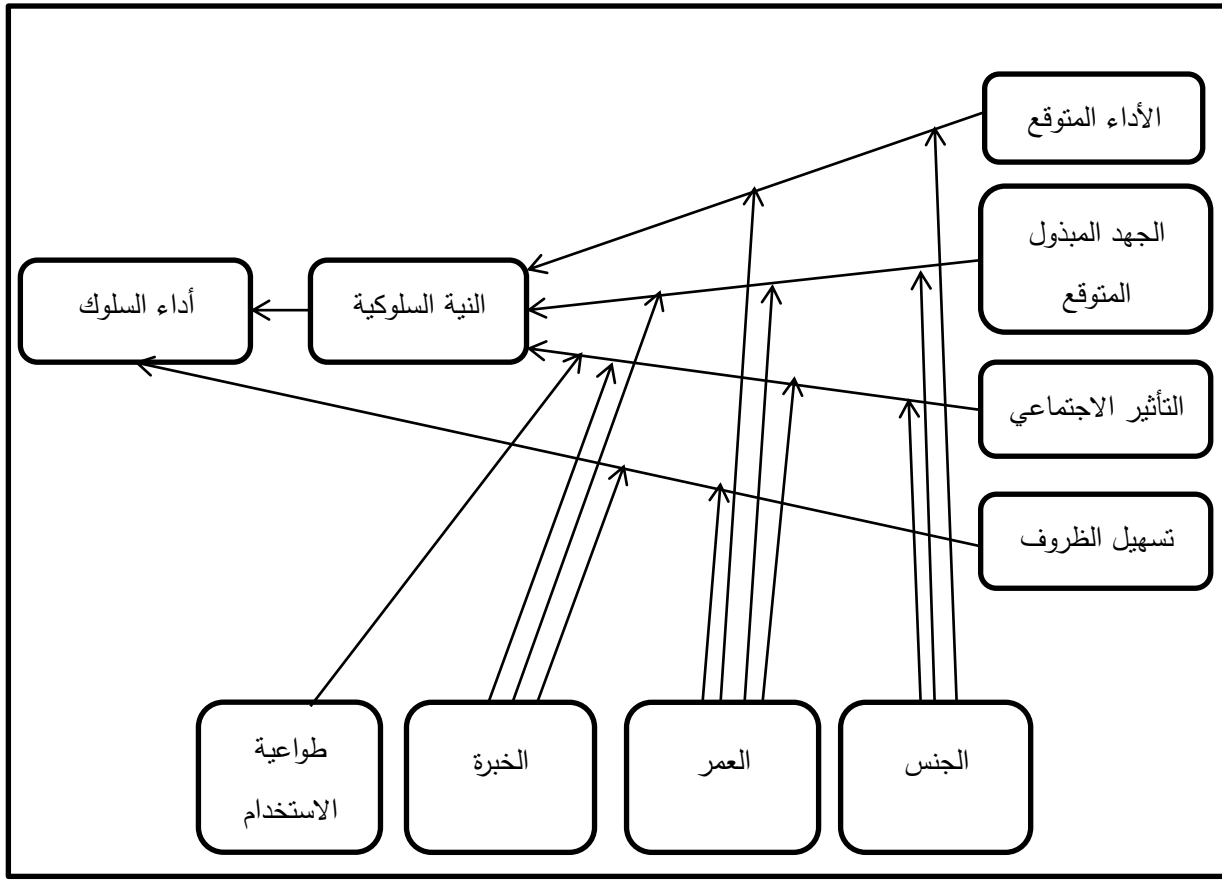 الأداء المتوقع
الجهد المبذول
المتوقع
التأثير الاجتماعي
تسهيل الظروف
النية السلوكية
أداء السلوك
الجنس
العمر
الخبرة
طواعية
الاستخدام